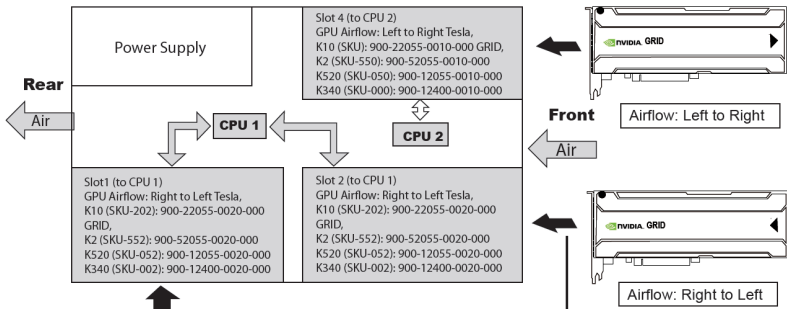 Slot 4 (to CPU 2)
GPU Airflow: Left to Right Tesla,
K10 (SKU): 900-22055-0010-000 GRID,
K2 (SKU-550): 900-52055-0010-000
K520 (SKU-050): 900-12055-0010-000
K340 (SKU-000): 900-12400-0010-000
Power Supply
NVIDIA. GRID
Rear
Air
CPU 1
CPU 2
Front
Air
Airflow: Left to Right
Slot1 (to CPU 1)
GPU Airflow: Right to Left Tesla,
K10 (SKU-202): 900-22055-0020-000
GRID,
K2 (SKU-552): 900-52055-0020-000
K520 (SKU-052): 900-12055-0020-000
K340 (SKU-002): 900-12400-0020-000
Slot 2 (to CPU 1)
GPU Airflow: Right to Left Tesla,
K10 (SKU-202): 900-22055-0020-000
GRID,
K2 (SKU-552): 900-52055-0020-000
K520 (SKU-052): 900-12055-0020-000
K340 (SKU-002): 900-12400-0020-000
NVIDIA. GRID
Airflow: Right to Left